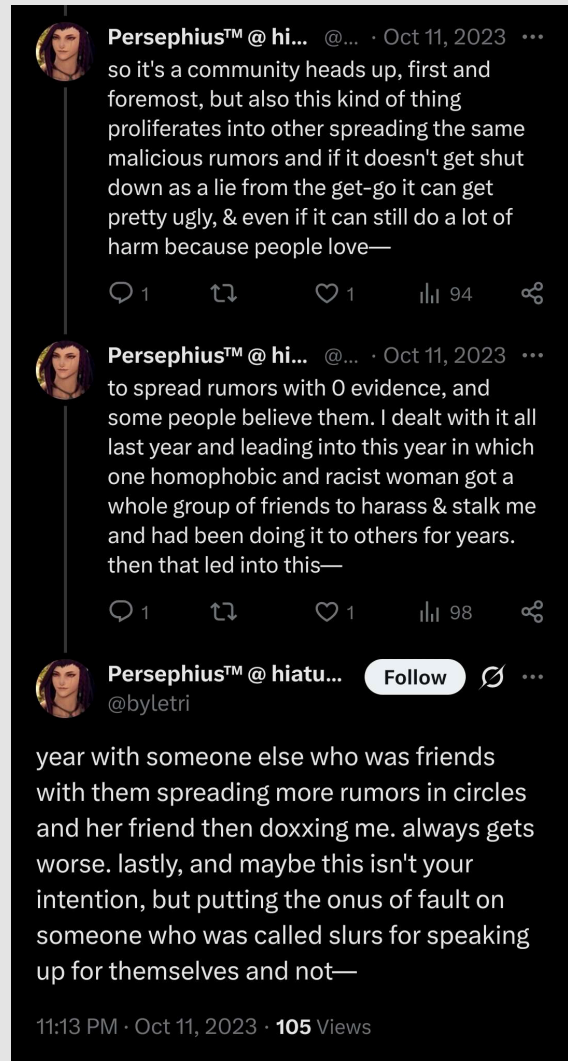 Persephius™ @ hi... @... · Oct 11, 2023
so it's a community heads up, first and
foremost, but also this kind of thing
proliferates into other spreading the same
malicious rumors and if it doesn't get shut
down as a lie from the get-go it can get
pretty ugly, & even if it can still do a lot of
harm because people love—
1 1 94
Persephius™ @ hi... @... · Oct 11, 2023
to spread rumors with 0 evidence, and
some people believe them. I dealt with it all
last year and leading into this year in which
one homophobic and racist woman got a
whole group of friends to harass & stalk me
and had been doing it to others for years.
then that led into this—
1 1 98
Persephius™ @ hiatu... Follow
@byletri
year with someone else who was friends
with them spreading more rumors in circles
and her friend then doxxing me. always gets
worse. lastly, and maybe this isn't your
intention, but putting the onus of fault on
someone who was called slurs for speaking
up for themselves and not—
11:13 PM · Oct 11, 2023 · 105 Views